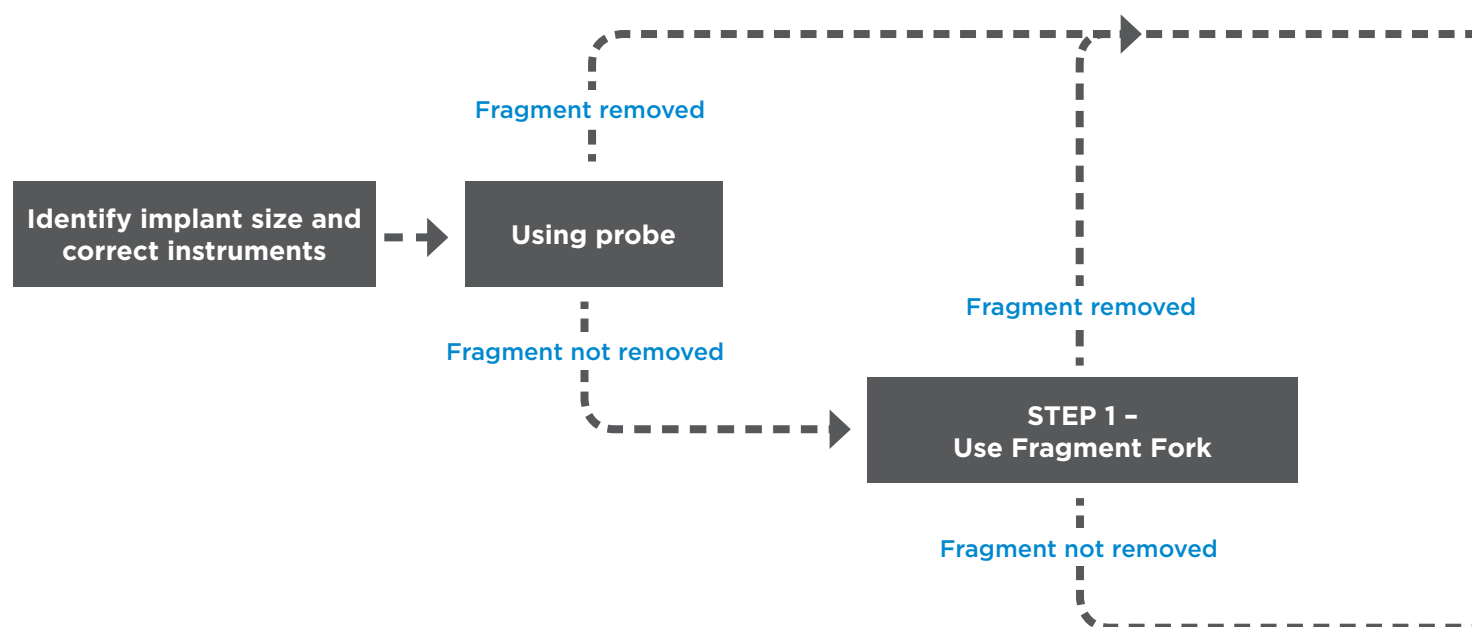 Fragment removed
Identify implant size and
correct instruments
Using probe
Fragment removed
Fragment not removed
STEP 1 –
Use Fragment Fork
Fragment not removed